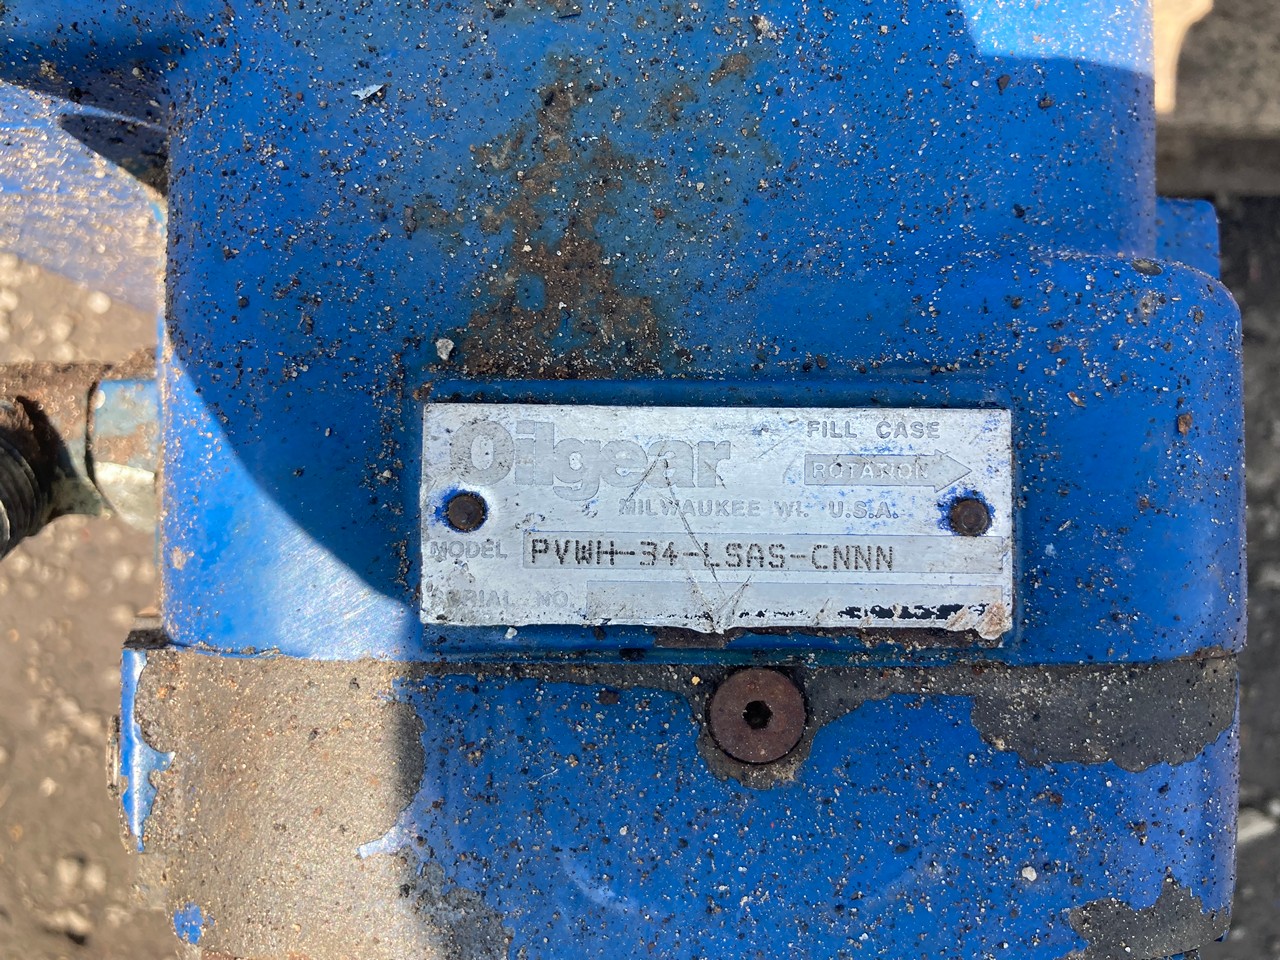 Oilgear
FILL CASE
ROTATION
MILWAUKEE WI. U.S.A.
MODEL PVWH-34-LSAS-CNNN
SERIAL NO.